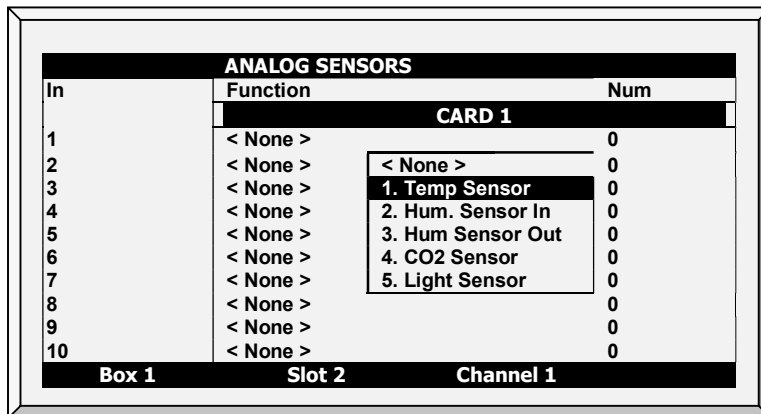 ANALOG SENSORS
In Function Num
CARD 1
1 < None > 0
2 < None > < None > 0
3 < None > 1. Temp Sensor 0
4 < None > 2. Hum. Sensor In 0
5 < None > 3. Hum Sensor Out 0
6 < None > 4. CO2 Sensor 0
7 < None > 5. Light Sensor 0
8 < None > 0
9 < None > 0
10 < None > 0
Box 1 Slot 2 Channel 1